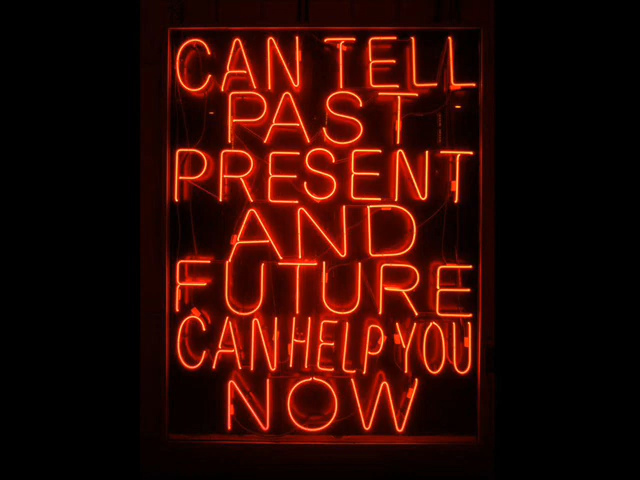 CAN TELL
PAST
PRESENT
AND
FUTURE
CAN HELP YOU
NOW